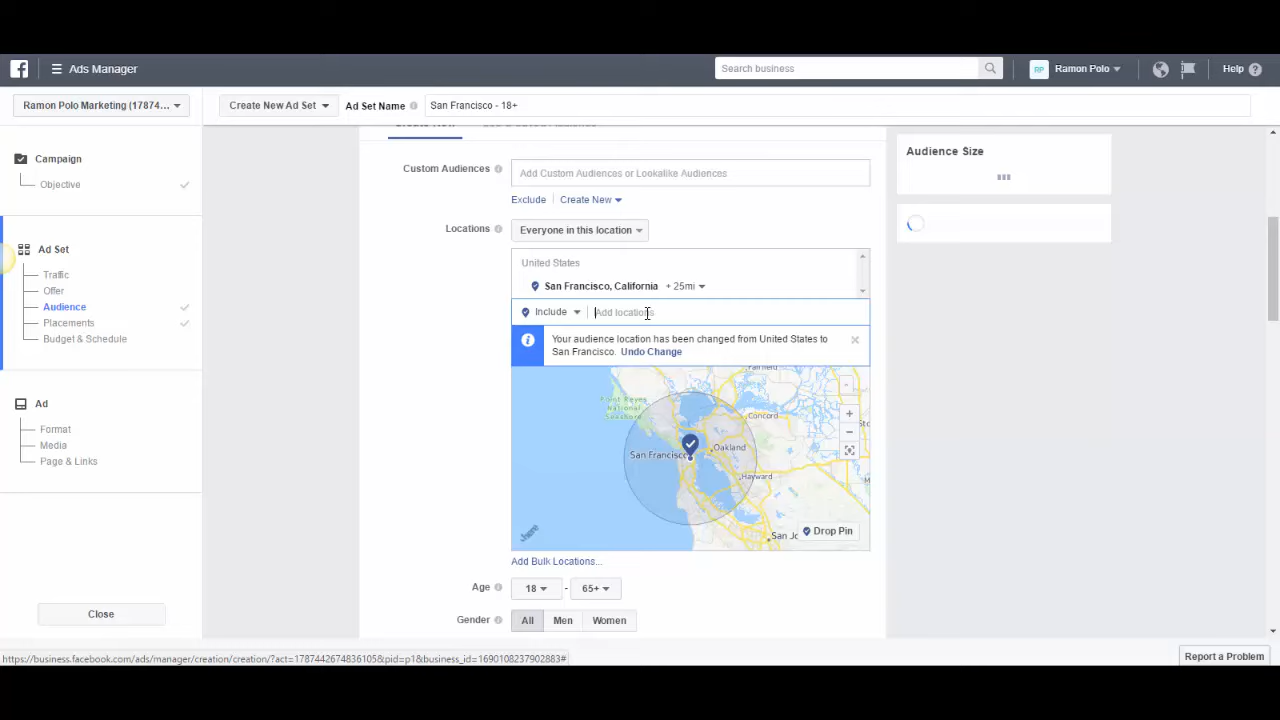 Ads Manager
Search business
RP
Ramon Polo
Help
Ramon Polo Marketing (17874...
Create New Ad Set
Ad Set Name
San Francisco - 18+
Campaign
Objective
Ad Set
Traffic
Offer
Audience
Placements
Budget & Schedule
Ad
Format
Media
Page & Links
Close
Custom Audiences
Add Custom Audiences or Lookalike Audiences
Exclude
Create New
Locations
Everyone in this location
United States
San Francisco, California + 25mi
Include
Add locations
Your audience location has been changed from United States to
San Francisco. Undo Change
Fairfield
Point Reyes
National
Seashore
Concord
Oakland
San Francisco
Hayward
San Jo
here
Drop Pin
Add Bulk Locations...
Age
18
-
65+
Gender
All
Men
Women
Audience Size
https://business.facebook.com/ads/manager/creation/creation/?act=1787442674836105&pid=p1&business_id=1690108237902883#
Report a Problem